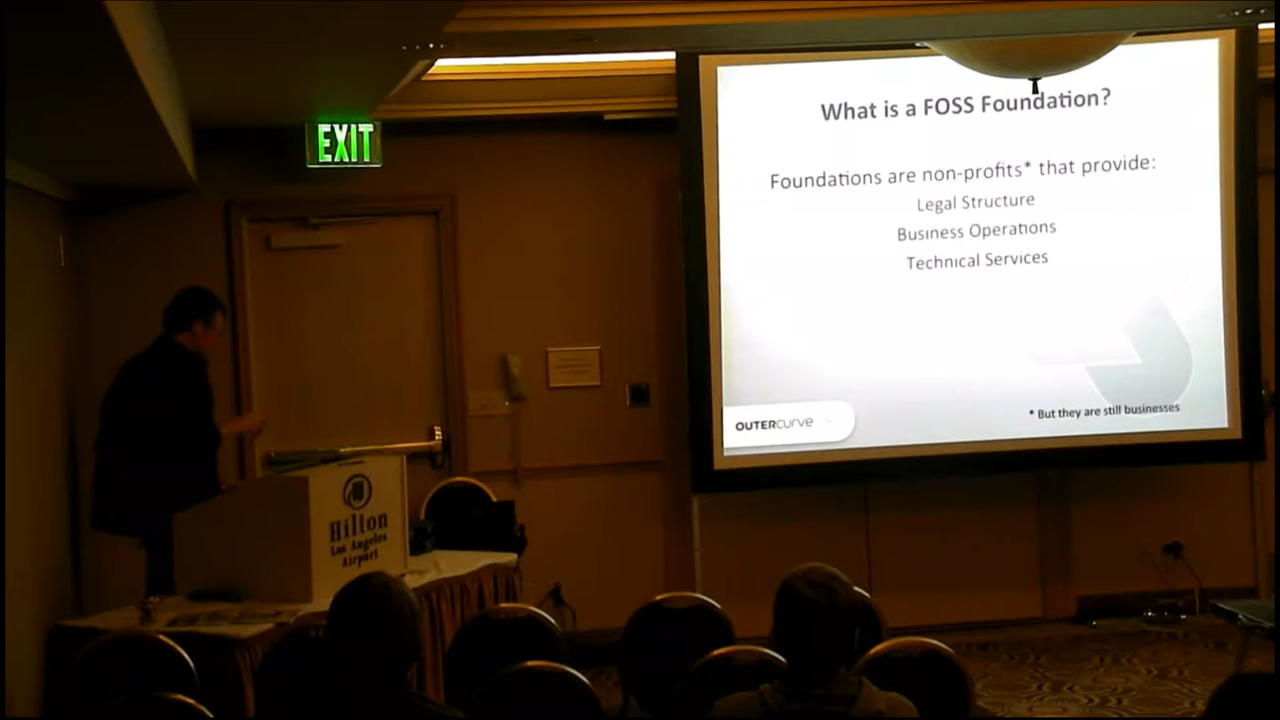 EXIT
What is a FOSS Foundation?
Foundations are non-profits* that provide:
Legal Structure
Business Operations
Technical Services
* But they are still businesses
OUTERcurve
Hilton
Los Angeles
Airport